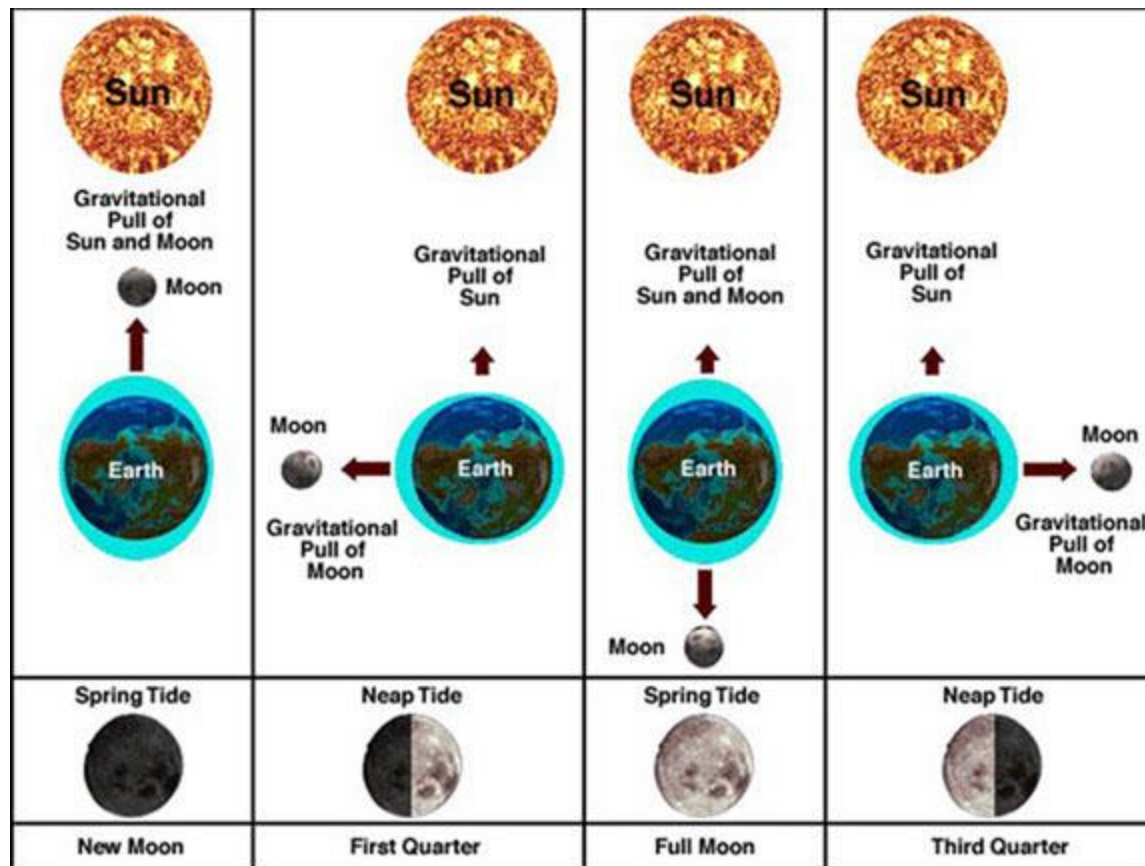 Sun
Gravitational
Pull of
Sun and Moon
Moon
Earth
Spring Tide
New Moon
Sun
Gravitational
Pull of
Sun
Moon
Earth
Gravitational
Pull of
Moon
Neap Tide
First Quarter
Sun
Gravitational
Pull of
Sun and Moon
Earth
Moon
Spring Tide
Full Moon
Sun
Gravitational
Pull of
Sun
Moon
Earth
Gravitational
Pull of
Moon
Neap Tide
Third Quarter